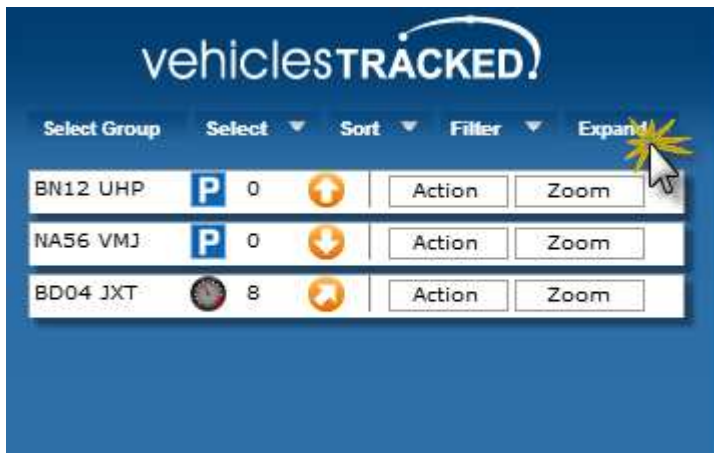 vehiclesTRACKED
Select Group Select Sort Filter Expand
BN12 UHP P 0 Action Zoom
NA56 VMJ P 0 Action Zoom
BD04 JXT 8 Action Zoom